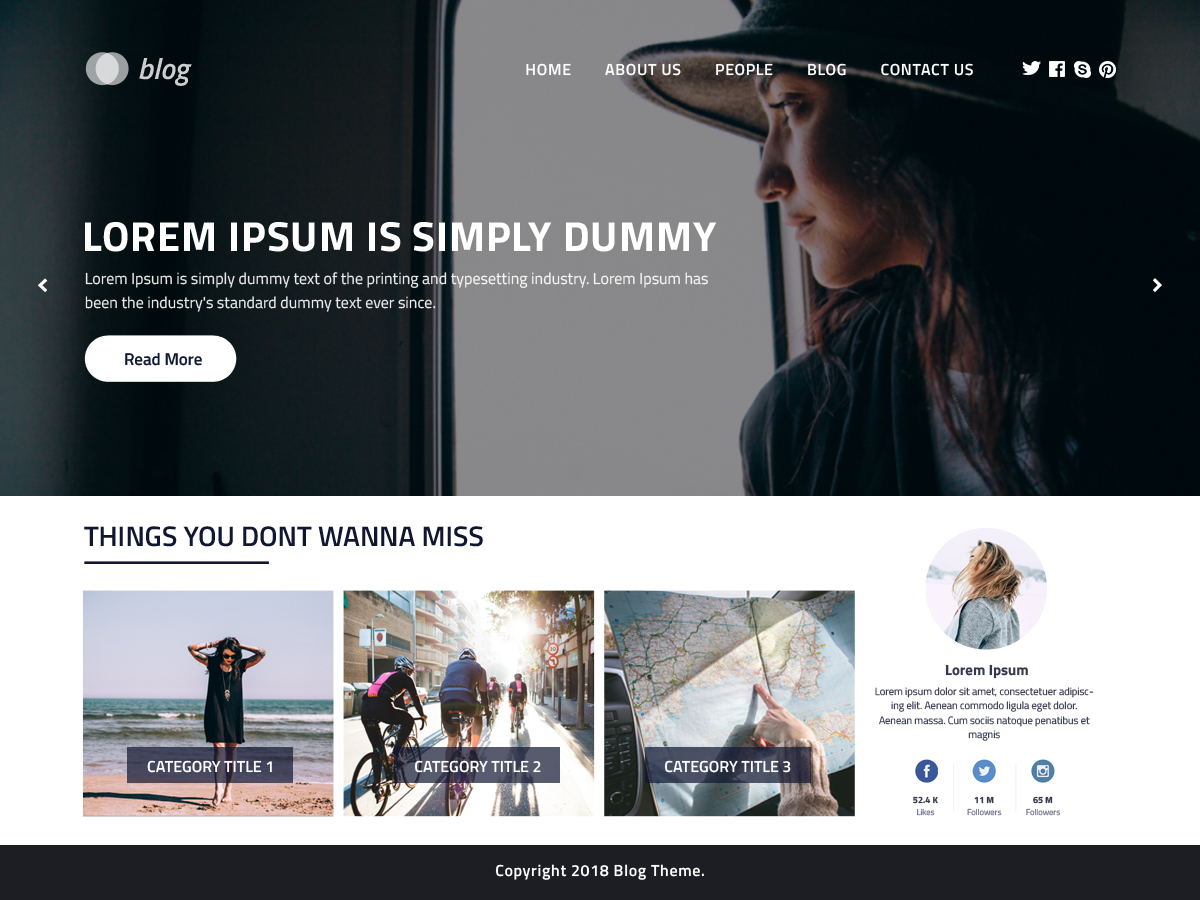 blog
HOME ABOUT US PEOPLE BLOG CONTACT US
LOREM IPSUM IS SIMPLY DUMMY
Lorem Ipsum is simply dummy text of the printing and typesetting industry. Lorem Ipsum has
been the industry's standard dummy text ever since.
Read More
THINGS YOU DONT WANNA MISS
CATEGORY TITLE 1
CATEGORY TITLE 2
CATEGORY TITLE 3
Lorem Ipsum
Lorem ipsum dolor sit amet, consectetuer adipisc-
ing elit. Aenean commodo ligula eget dolor.
Aenean massa. Cum sociis natoque penatibus et
magnis
52.4 K 11 M 65 M
Likes Followers Followers
Copyright 2018 Blog Theme.